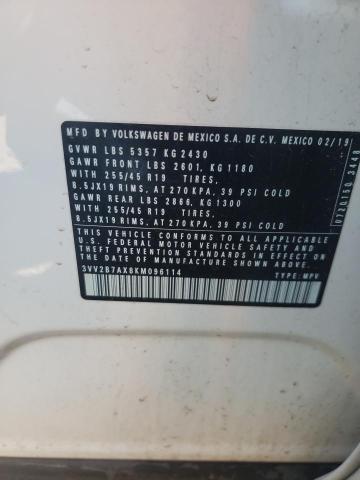 MFD BY VOLKSWAGEN DE MEXICO S.A. DE C.V. MEXICO 02/19
GVWR LBS 5357 KG 2430
GAWR FRONT LBS 2601, KG 1180
WITH 255/45 R19 TIRES,
8.5JX19 RIMS, AT 270 KPA, 39 PSI COLD
GAWR REAR LBS 2866, KG 1300
WITH 255/45 R19 TIRES,
8.5JX19 RIMS, AT 270 KPA, 39 PSI COLD
THIS VEHICLE CONFORMS TO ALL APPLICABLE
U.S. FEDERAL MOTOR VEHICLE SAFETY AND
THEFT PREVENTION STANDARDS IN EFFECT ON THE
DATE OF MANUFACTURE SHOWN ABOVE.
3VV2B7AX8KM096114
TYPE: MPV
3448